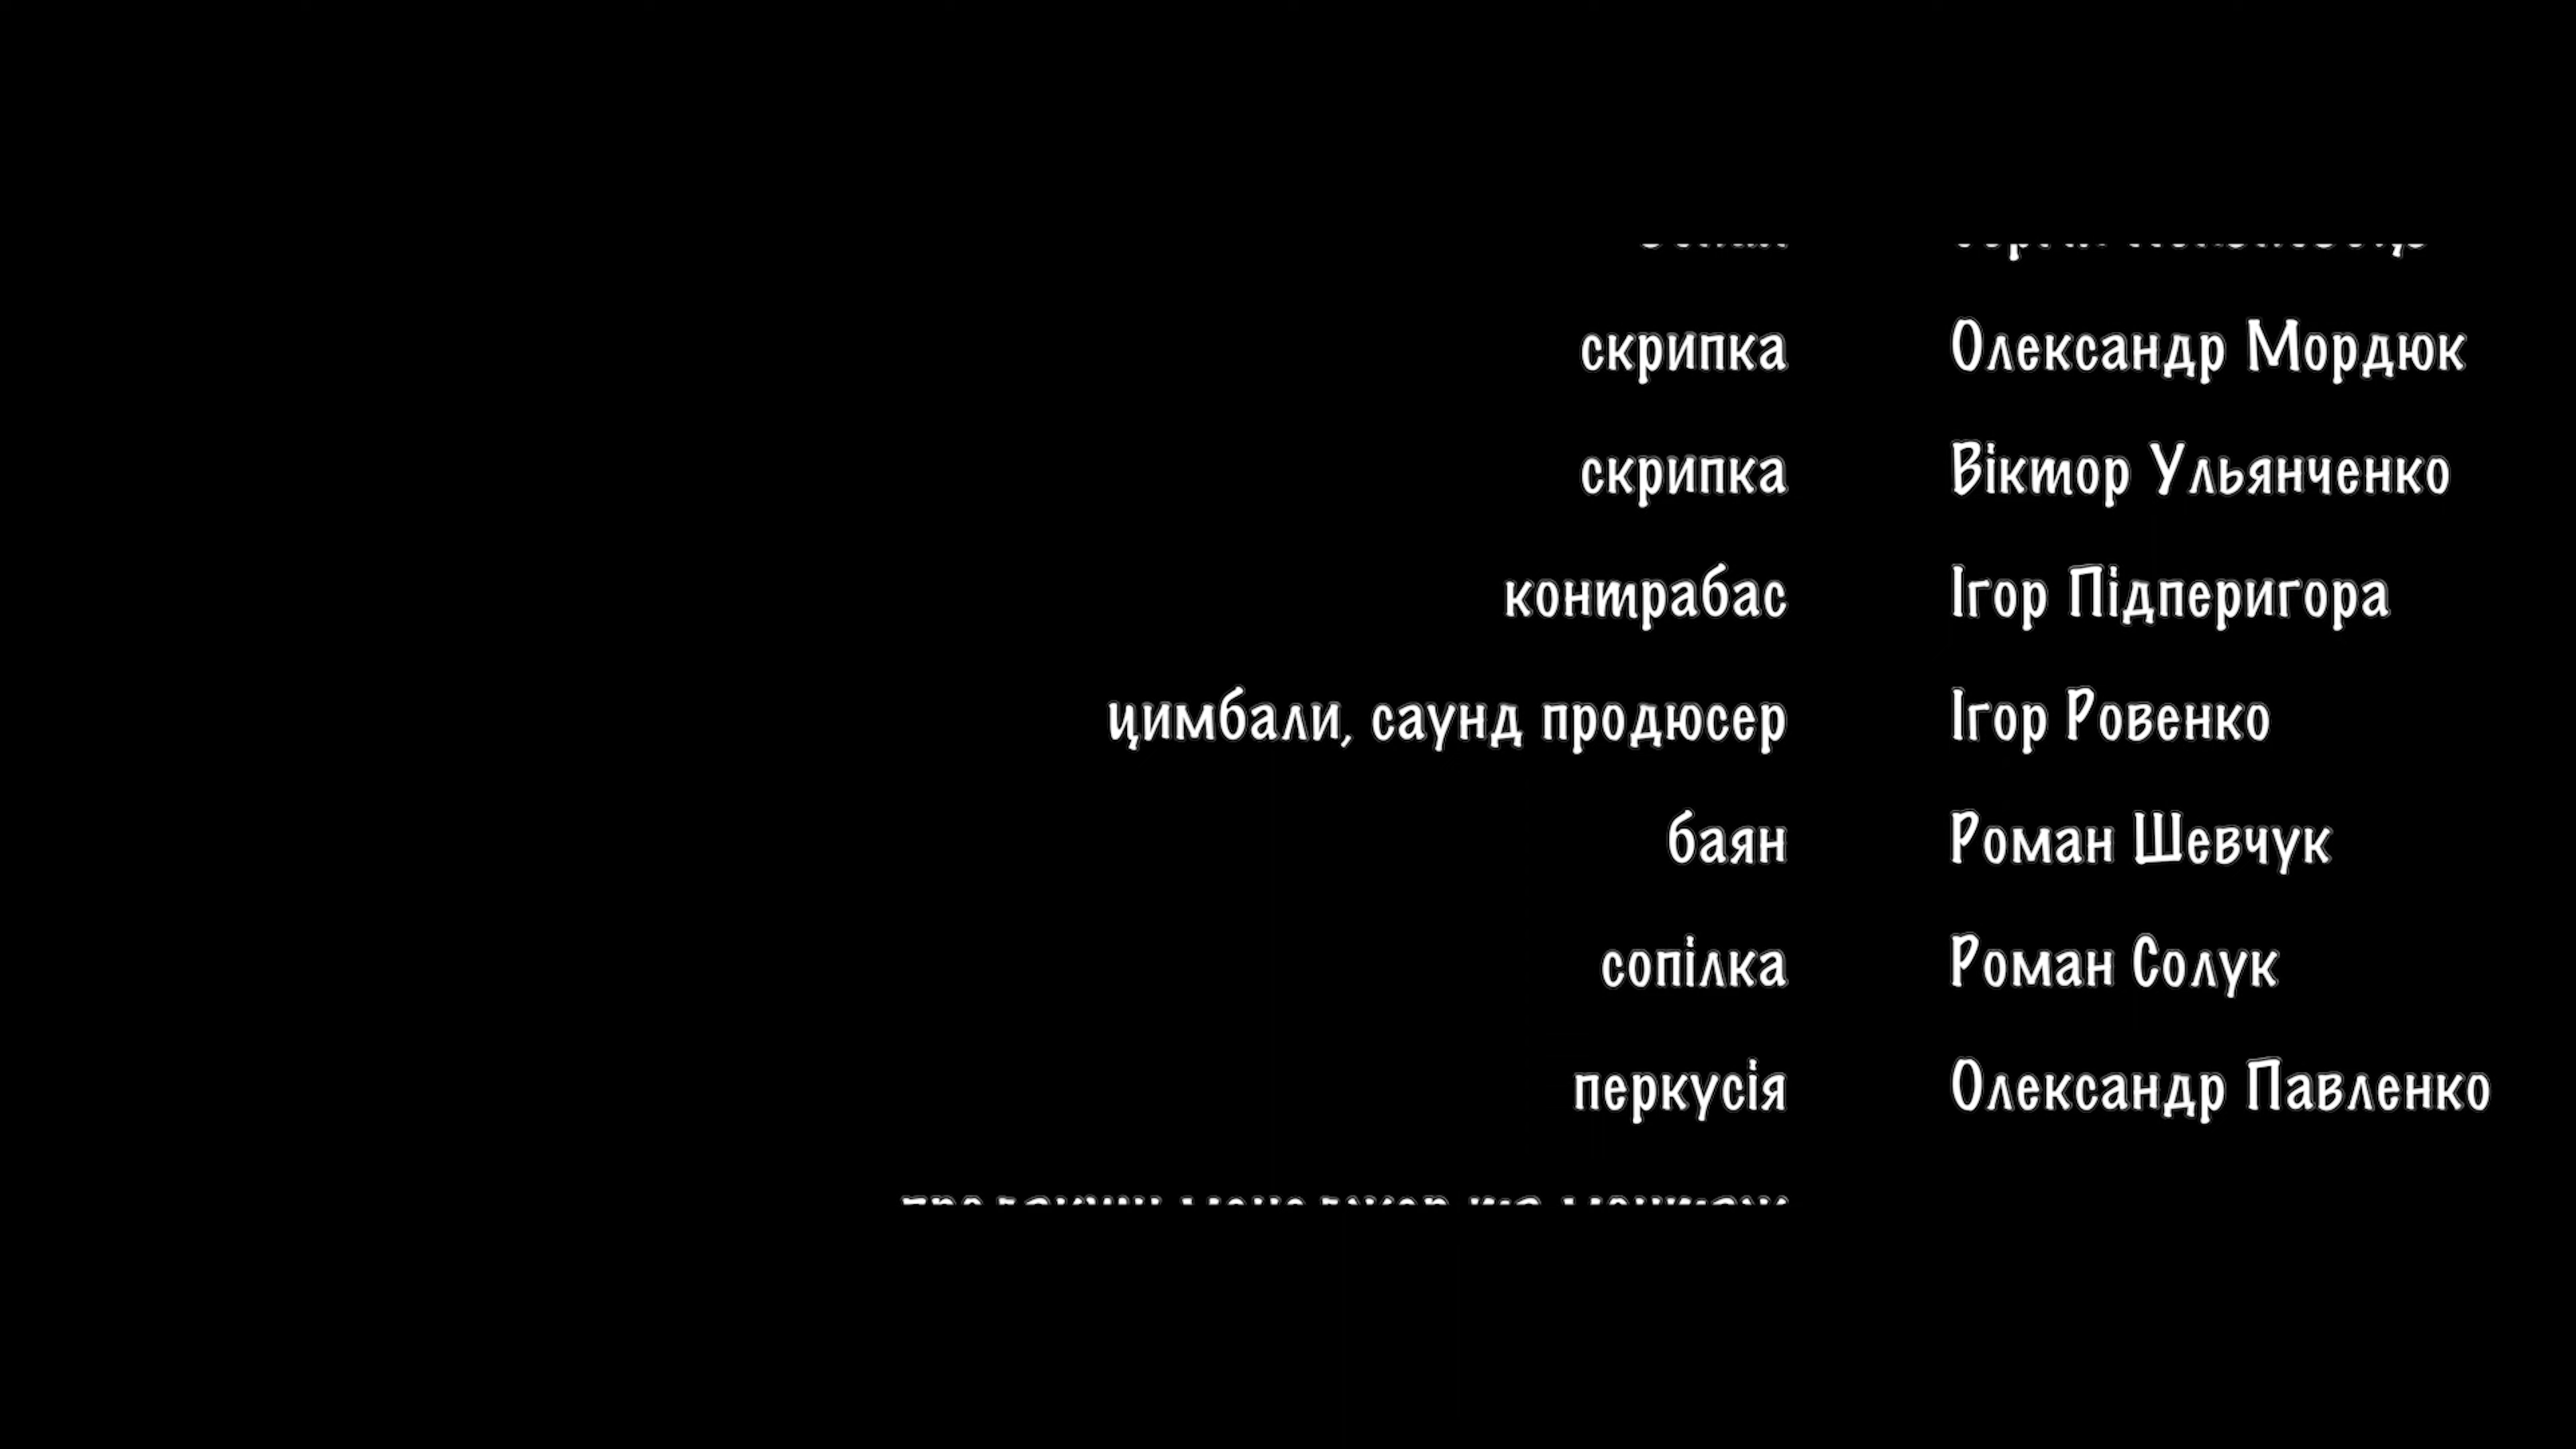 скрипка Олександр Мордюк
скрипка Віктор Ульянченко
контрабас Ігор Підперигора
цимбали, саунд продюсер Ігор Ровенко
баян Роман Шевчук
сопілка Роман Солук
перкусія Олександр Павленко